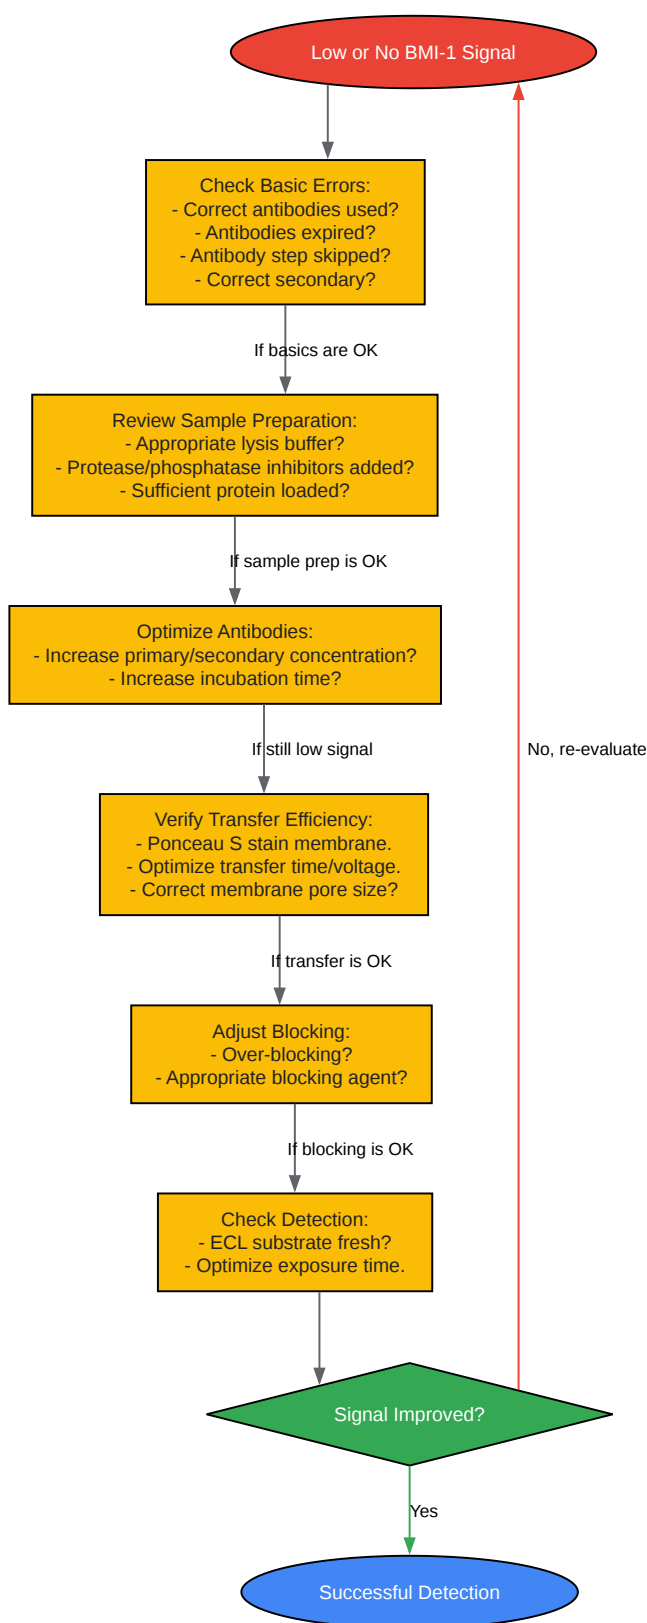 Low or No BMI-1 Signal
Check Basic Errors:
- Correct antibodies used?
- Antibodies expired?
- Antibody step skipped?
- Correct secondary?
If basics are OK
Review Sample Preparation:
- Appropriate lysis buffer?
- Protease/phosphatase inhibitors added?
- Sufficient protein loaded?
If sample prep is OK
Optimize Antibodies:
- Increase primary/secondary concentration?
- Increase incubation time?
If still low signal
No, re-evaluate
Verify Transfer Efficiency:
- Ponceau S stain membrane.
- Optimize transfer time/voltage.
- Correct membrane pore size?
If transfer is OK
Adjust Blocking:
- Over-blocking?
- Appropriate blocking agent?
If blocking is OK
Check Detection:
- ECL substrate fresh?
- Optimize exposure time.
Signal Improved?
Yes
Successful Detection